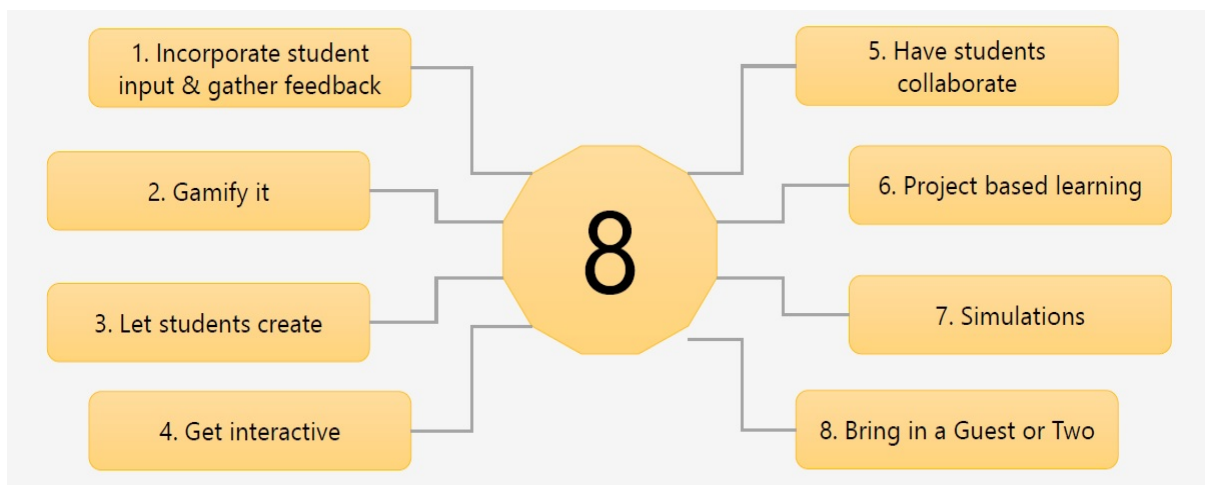 1. Incorporate student
input & gather feedback
2. Gamify it
3. Let students create
4. Get interactive
8
5. Have students
collaborate
6. Project based learning
7. Simulations
8. Bring in a Guest or Two